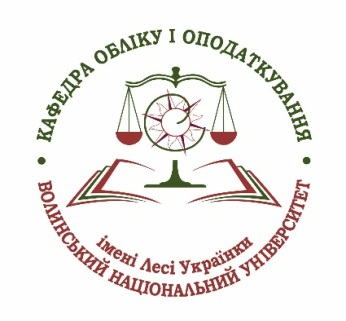 КАФЕДРА ОБЛІКУ І ОПОДАТКУВАННЯ
ВОЛИНСЬКИЙ НАЦІОНАЛЬНИЙ УНІВЕРСИТЕТ
імені Лесі Українки